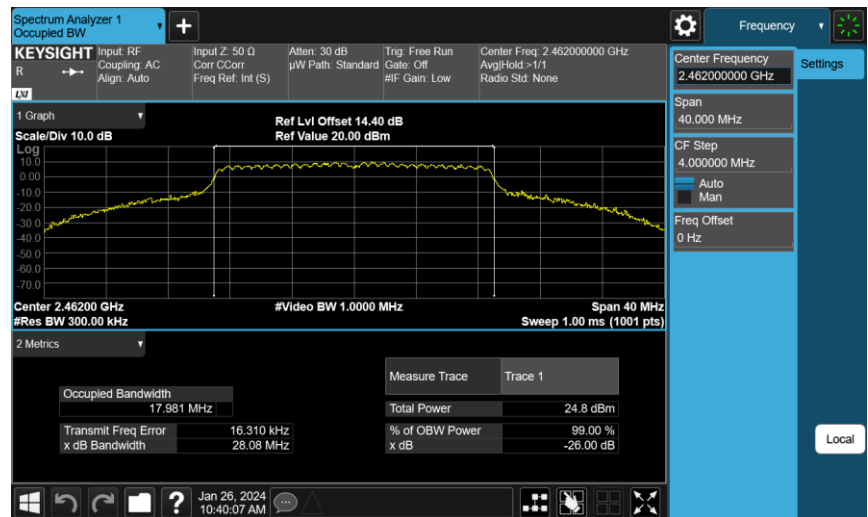 Spectrum Analyzer 1
Occupied BW
Frequency
KEYSIGHT
R
LXI
Input: RF
Coupling: AC
Align: Auto
Input Z: 50 Ω
Corr CCorr
Freq Ref: Int (S)
Atten: 30 dB
µW Path: Standard
Trig: Free Run
Gate: Off
#IF Gain: Low
Center Freq: 2.462000000 GHz
Avg|Hold:>1/1
Radio Std: None
Center Frequency
2.462000000 GHz
Settings
Span
40.000 MHz
CF Step
4.000000 MHz
Auto
Man
Freq Offset
0 Hz
1 Graph
Scale/Div 10.0 dB
Ref Lvl Offset 14.40 dB
Ref Value 20.00 dBm
Log
10.0
0.00
-10.0
-20.0
-30.0
-40.0
-50.0
-60.0
-70.0
Center 2.46200 GHz
#Video BW 1.0000 MHz
Span 40 MHz
#Res BW 300.00 kHz
Sweep 1.00 ms (1001 pts)
2 Metrics
Measure Trace Trace 1
Occupied Bandwidth
17.981 MHz
Total Power 24.8 dBm
Transmit Freq Error 16.310 kHz
% of OBW Power 99.00 %
x dB Bandwidth 28.08 MHz
x dB -26.00 dB
Local
?
Jan 26, 2024
10:40:07 AM